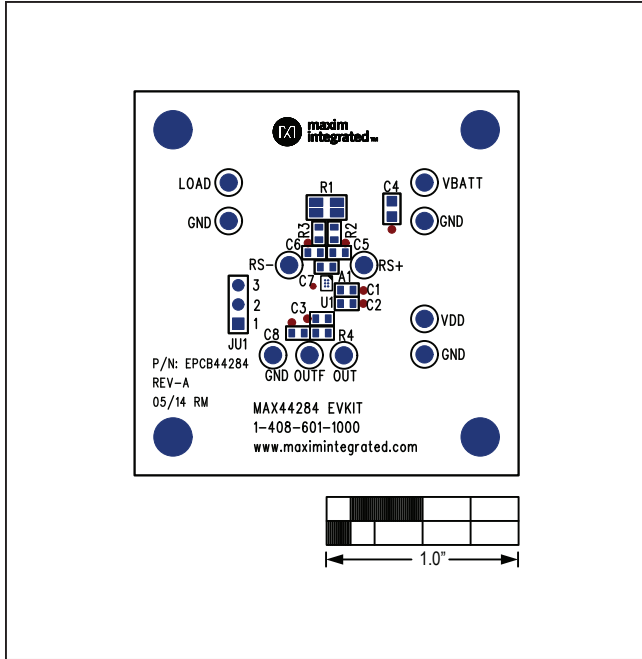 maxim
integrated™
LOAD
R1
C4
VBATT
GND
GND
R3
R2
C6
C5
RS-
RS+
C7
A1
U1
C1
C2
3
2
1
JU1
C3
C8
R4
VDD
GND
GND OUTF OUT
P/N: EPCB44284
REV-A
05/14 RM
MAX44284 EVKIT
1-408-601-1000
www.maximintegrated.com
1.0"